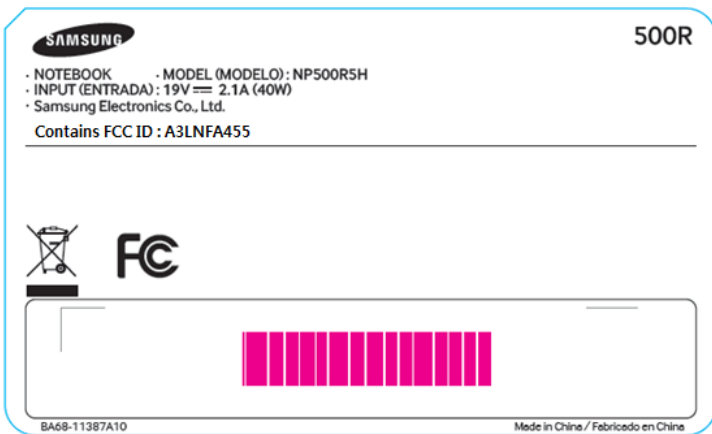 SAMSUNG
500R
· NOTEBOOK · MODEL (MODELO) : NP500R5H
· INPUT (ENTRADA) : 19V ⎓ 2.1A (40W)
· Samsung Electronics Co., Ltd.
Contains FCC ID : A3LNFA455
FC
BA68-11387A10
Made in China / Fabricado en China